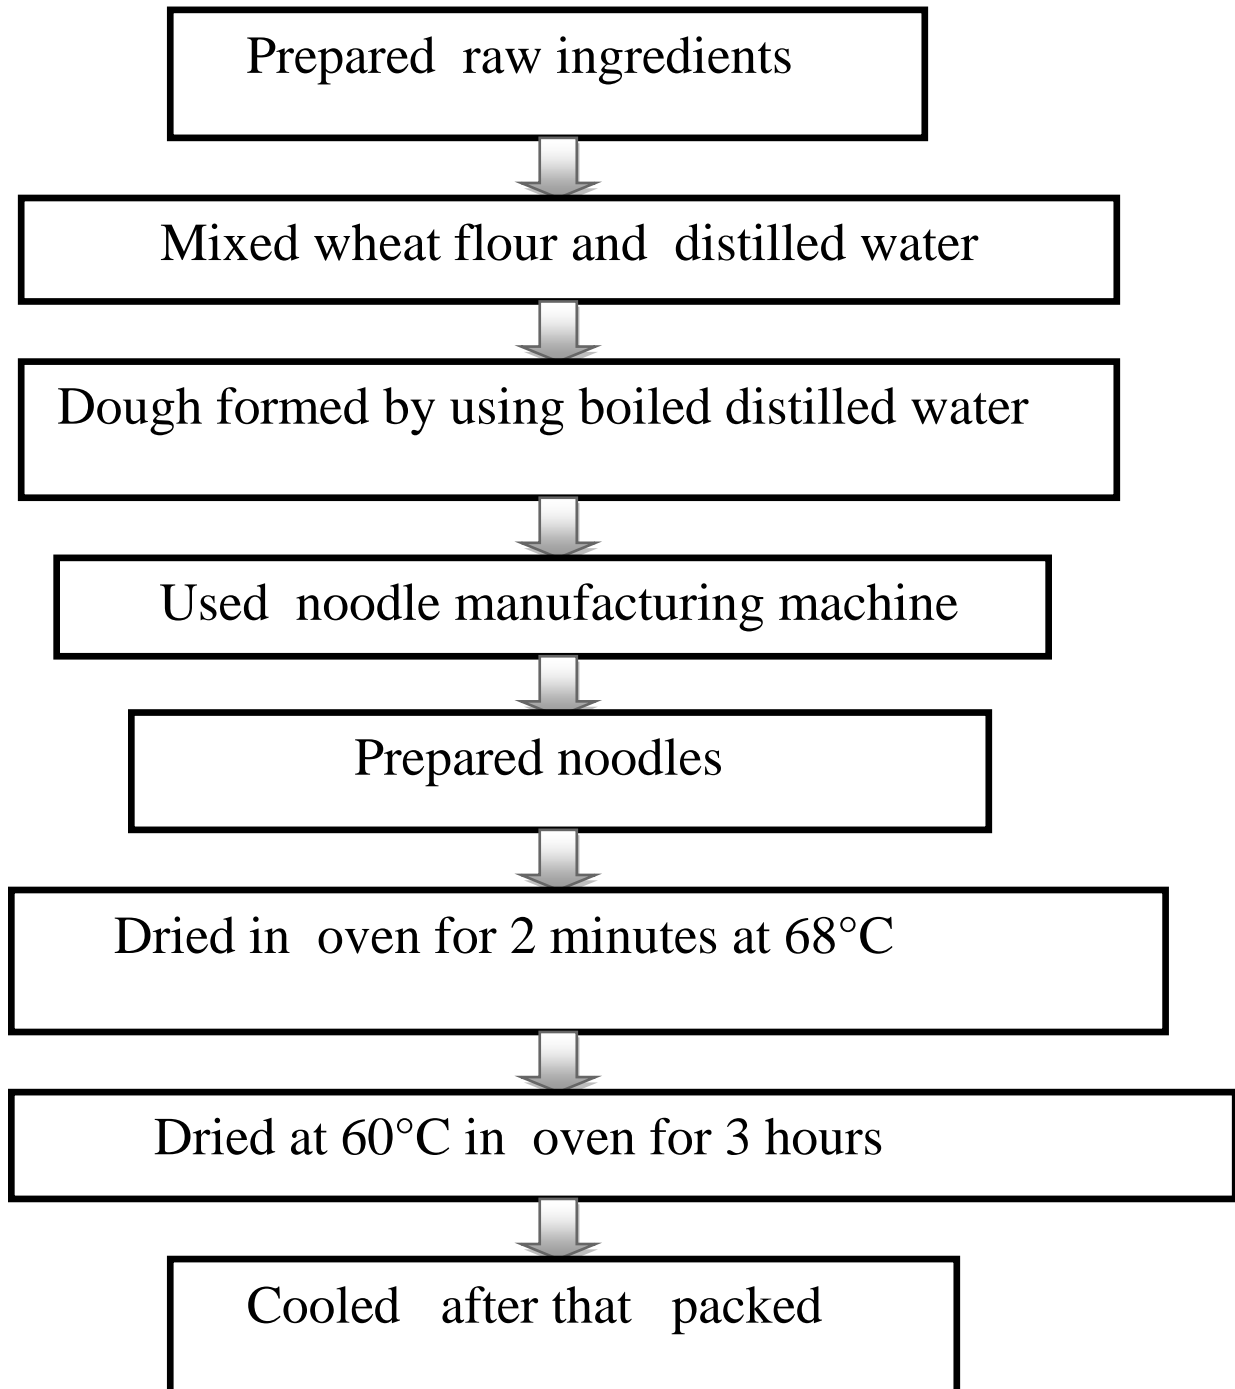 Prepared raw ingredients
Mixed wheat flour and distilled water
Dough formed by using boiled distilled water
Used noodle manufacturing machine
Prepared noodles
Dried in oven for 2 minutes at 68°C
Dried at 60°C in oven for 3 hours
Cooled after that packed